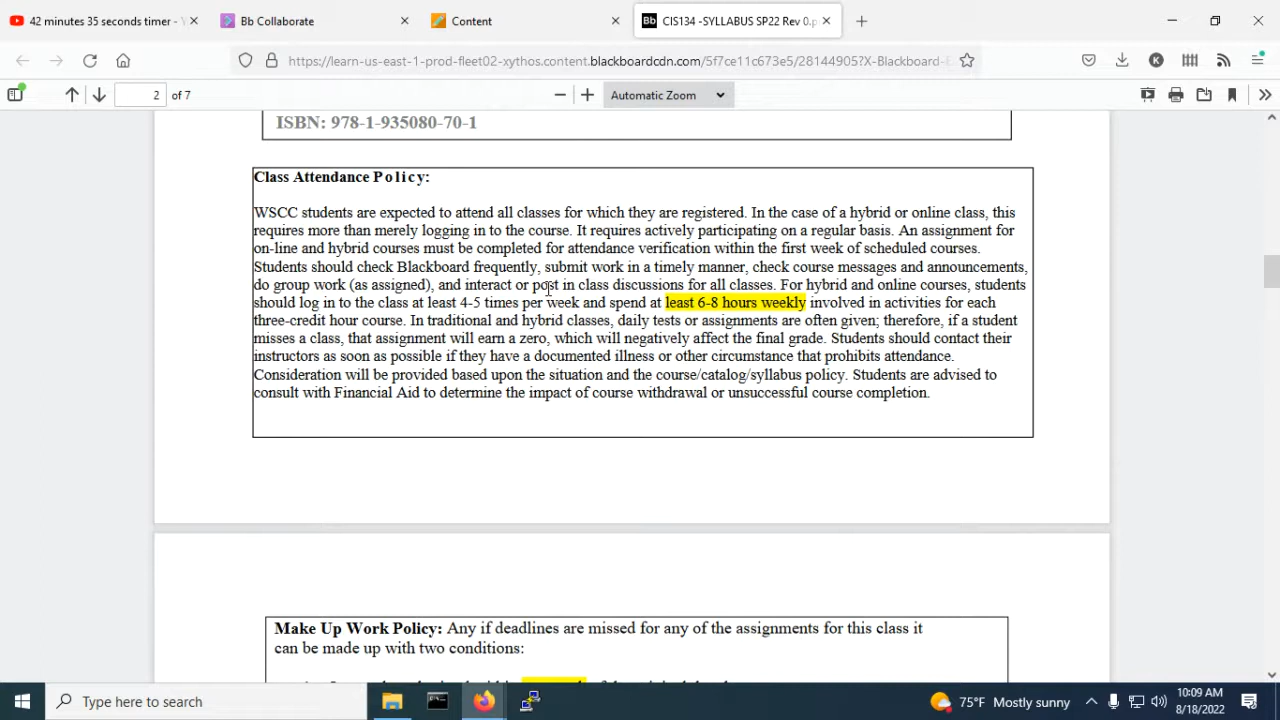 42 minutes 35 seconds timer -
Bb Collaborate
Content
Bb CIS134 -SYLLABUS SP22 Rev 0.p
https://learn-us-east-1-prod-fleet02-xythos.content.blackboardcdn.com/5f7ce11c673e5/28144905?X-Blackboard-E
2 of 7
Automatic Zoom
ISBN: 978-1-935080-70-1
Class Attendance Policy:
WSCC students are expected to attend all classes for which they are registered. In the case of a hybrid or online class, this
requires more than merely logging in to the course. It requires actively participating on a regular basis. An assignment for
on-line and hybrid courses must be completed for attendance verification within the first week of scheduled courses.
Students should check Blackboard frequently, submit work in a timely manner, check course messages and announcements,
do group work (as assigned), and interact or post in class discussions for all classes. For hybrid and online courses, students
should log in to the class at least 4-5 times per week and spend at least 6-8 hours weekly involved in activities for each
three-credit hour course. In traditional and hybrid classes, daily tests or assignments are often given; therefore, if a student
misses a class, that assignment will earn a zero, which will negatively affect the final grade. Students should contact their
instructors as soon as possible if they have a documented illness or other circumstance that prohibits attendance.
Consideration will be provided based upon the situation and the course/catalog/syllabus policy. Students are advised to
consult with Financial Aid to determine the impact of course withdrawal or unsuccessful course completion.
Make Up Work Policy: Any if deadlines are missed for any of the assignments for this class it
can be made up with two conditions:
Type here to search
75°F Mostly sunny
10:09 AM
8/18/2022